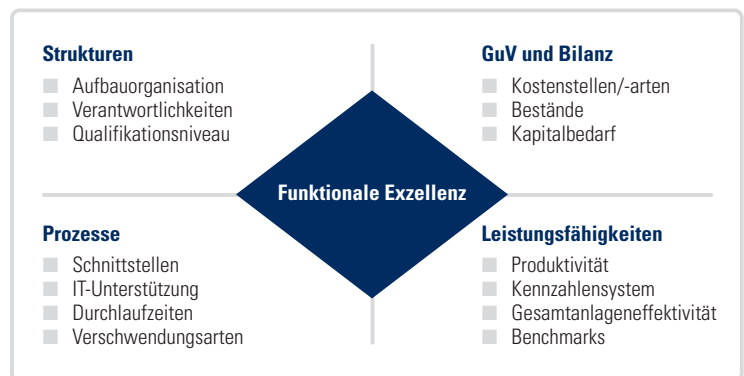 Strukturen
Aufbauorganisation
Verantwortlichkeiten
Qualifikationsniveau
GuV und Bilanz
Kostenstellen/-arten
Bestände
Kapitalbedarf
Funktionale Exzellenz
Prozesse
Schnittstellen
IT-Unterstützung
Durchlaufzeiten
Verschwendungsarten
Leistungsfähigkeiten
Produktivität
Kennzahlensystem
Gesamtanlageneffektivität
Benchmarks